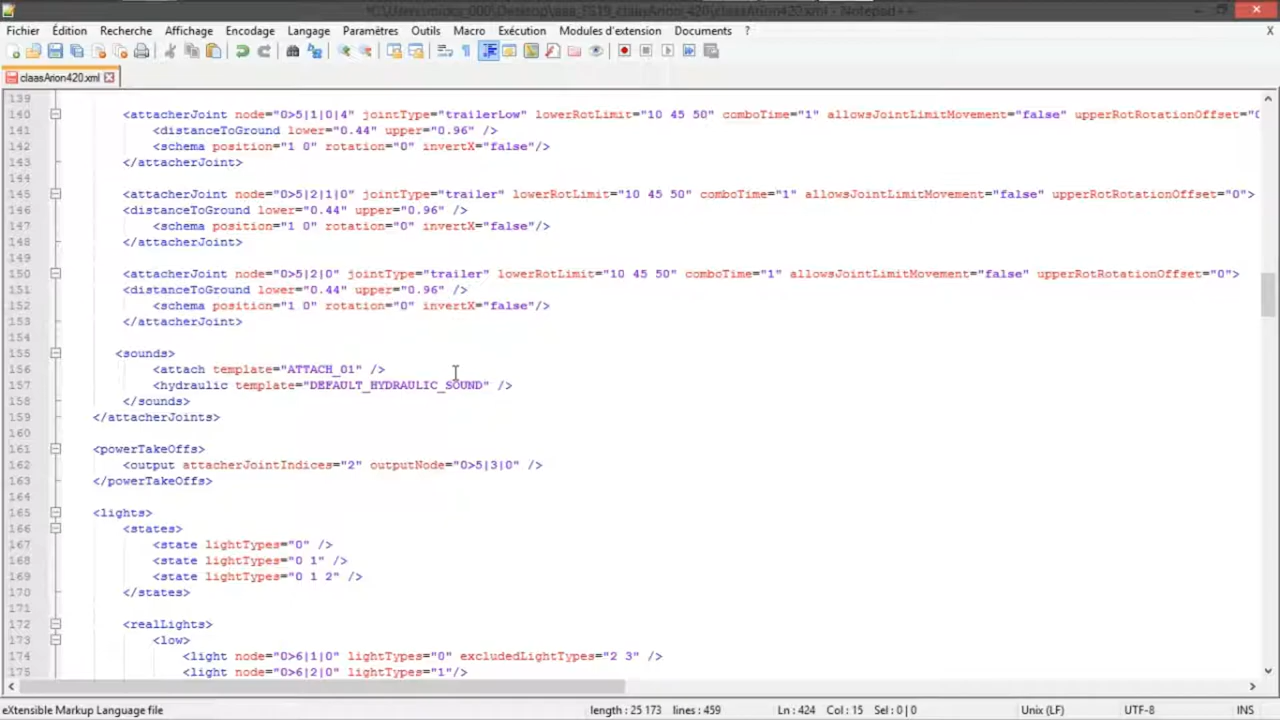 *C:\Users\micka_000\Desktop\aaa_FS19_claasArion_420\claasArion420.xml - Notepad++
Fichier Édition Recherche Affichage Encodage Langage Paramètres Outils Macro Exécution Modules d'extension Documents ? X
claasArion420.xml
139
140 <attacherJoint node="0>5|1|0|4" jointType="trailerLow" lowerRotLimit="10 45 50" comboTime="1" allowsJointLimitMovement="false" upperRotRotationOffset="0
141 <distanceToGround lower="0.44" upper="0.96" />
142 <schema position="1 0" rotation="0" invertX="false"/>
143 </attacherJoint>
144
145 <attacherJoint node="0>5|2|1|0" jointType="trailer" lowerRotLimit="10 45 50" comboTime="1" allowsJointLimitMovement="false" upperRotRotationOffset="0">
146 <distanceToGround lower="0.44" upper="0.96" />
147 <schema position="1 0" rotation="0" invertX="false"/>
148 </attacherJoint>
149
150 <attacherJoint node="0>5|2|0" jointType="trailer" lowerRotLimit="10 45 50" comboTime="1" allowsJointLimitMovement="false" upperRotRotationOffset="0">
151 <distanceToGround lower="0.44" upper="0.96" />
152 <schema position="1 0" rotation="0" invertX="false"/>
153 </attacherJoint>
154
155 <sounds>
156 <attach template="ATTACH_01" />
157 <hydraulic template="DEFAULT_HYDRAULIC_SOUND" />
158 </sounds>
159 </attacherJoints>
160
161 <powerTakeOffs>
162 <output attacherJointIndices="2" outputNode="0>5|3|0" />
163 </powerTakeOffs>
164
165 <lights>
166 <states>
167 <state lightTypes="0" />
168 <state lightTypes="0 1" />
169 <state lightTypes="0 1 2" />
170 </states>
171
172 <realLights>
173 <low>
174 <light node="0>6|1|0" lightTypes="0" excludedLightTypes="2 3" />
175 <light node="0>6|2|0" lightTypes="1"/>
eXtensible Markup Language file length : 25 173 lines : 459 Ln : 424 Col : 15 Sel : 0 | 0 Unix (LF) UTF-8 INS